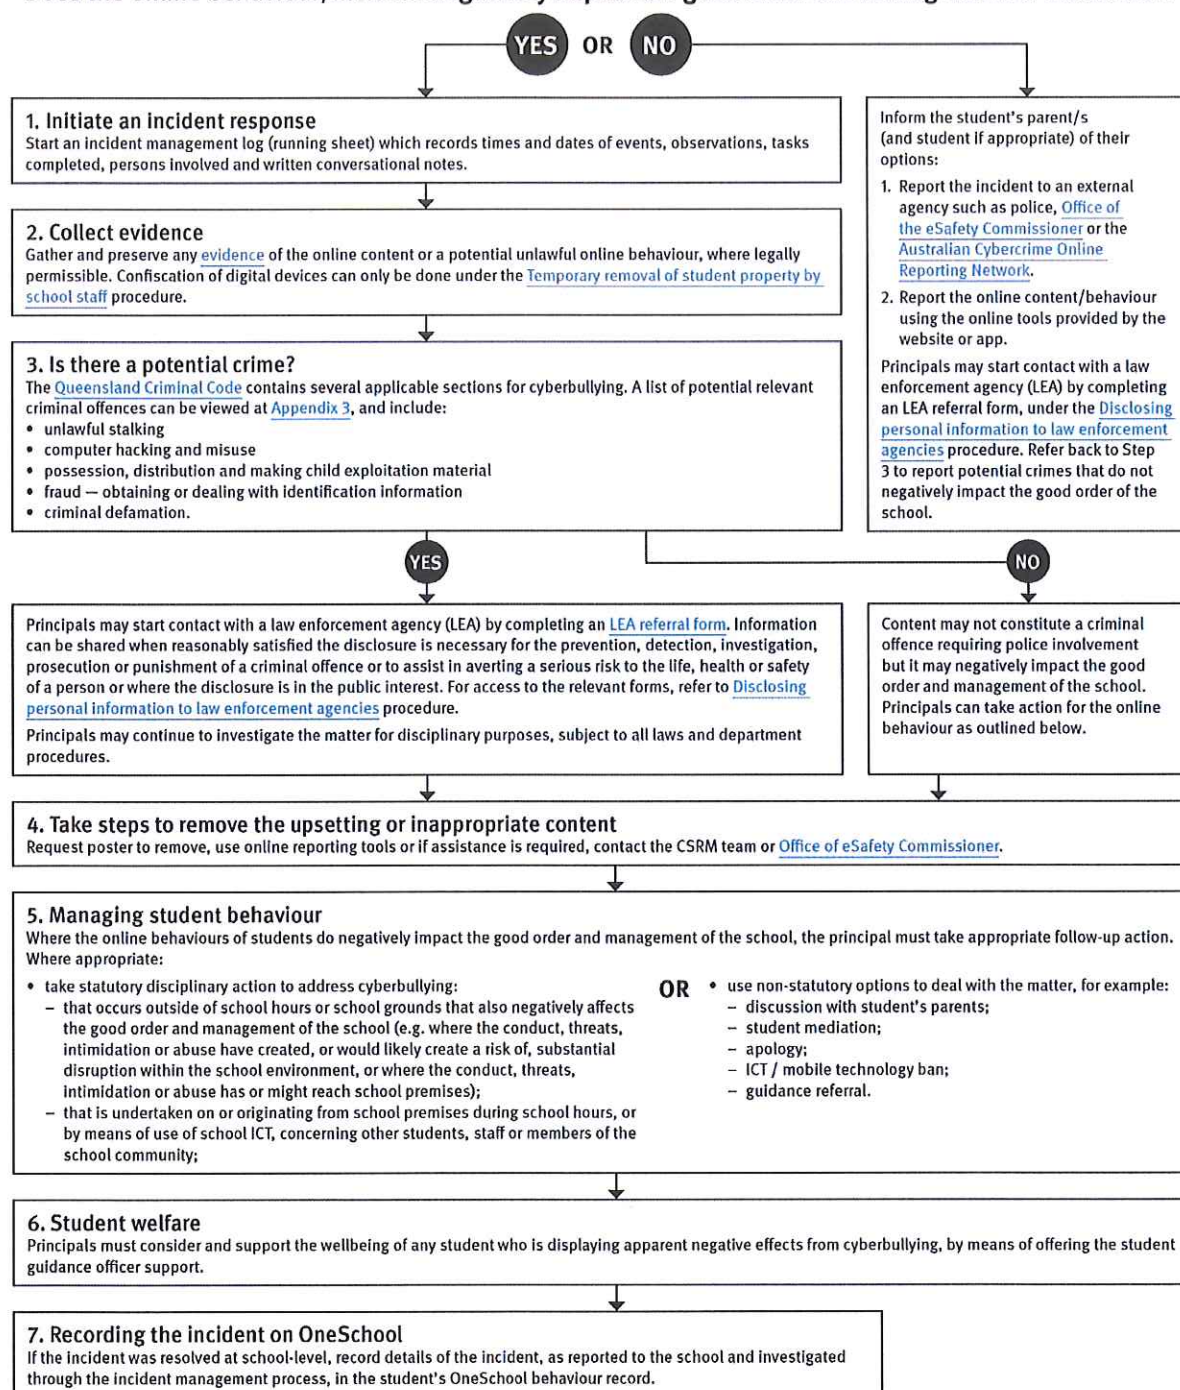 YES OR NO
1. Initiate an incident response
Start an incident management log (running sheet) which records times and dates of events, observations, tasks
completed, persons involved and written conversational notes.
2. Collect evidence
Gather and preserve any evidence of the online content or a potential unlawful online behaviour, where legally
permissible. Confiscation of digital devices can only be done under the Temporary removal of student property by
school staff procedure.
3. Is there a potential crime?
The Queensland Criminal Code contains several applicable sections for cyberbullying. A list of potential relevant
criminal offences can be viewed at Appendix 3, and include:
• unlawful stalking
• computer hacking and misuse
• possession, distribution and making child exploitation material
• fraud — obtaining or dealing with identification information
• criminal defamation.
Inform the student's parent/s
(and student if appropriate) of their
options:
1. Report the incident to an external
agency such as police, Office of
the eSafety Commissioner or the
Australian Cybercrime Online
Reporting Network.
2. Report the online content/behaviour
using the online tools provided by the
website or app.
Principals may start contact with a law
enforcement agency (LEA) by completing
an LEA referral form, under the Disclosing
personal information to law enforcement
agencies procedure. Refer back to Step
3 to report potential crimes that do not
negatively impact the good order of the
school.
YES
NO
Principals may start contact with a law enforcement agency (LEA) by completing an LEA referral form. Information
can be shared when reasonably satisfied the disclosure is necessary for the prevention, detection, investigation,
prosecution or punishment of a criminal offence or to assist in averting a serious risk to the life, health or safety
of a person or where the disclosure is in the public interest. For access to the relevant forms, refer to Disclosing
personal information to law enforcement agencies procedure.
Principals may continue to investigate the matter for disciplinary purposes, subject to all laws and department
procedures.
Content may not constitute a criminal
offence requiring police involvement
but it may negatively impact the good
order and management of the school.
Principals can take action for the online
behaviour as outlined below.
4. Take steps to remove the upsetting or inappropriate content
Request poster to remove, use online reporting tools or if assistance is required, contact the CSRM team or Office of eSafety Commissioner.
5. Managing student behaviour
Where the online behaviours of students do negatively impact the good order and management of the school, the principal must take appropriate follow-up action.
Where appropriate:
• take statutory disciplinary action to address cyberbullying:
– that occurs outside of school hours or school grounds that also negatively affects
the good order and management of the school (e.g. where the conduct, threats,
intimidation or abuse have created, or would likely create a risk of, substantial
disruption within the school environment, or where the conduct, threats,
intimidation or abuse has or might reach school premises);
– that is undertaken on or originating from school premises during school hours, or
by means of use of school ICT, concerning other students, staff or members of the
school community;
OR
• use non-statutory options to deal with the matter, for example:
– discussion with student's parents;
– student mediation;
– apology;
– ICT / mobile technology ban;
– guidance referral.
6. Student welfare
Principals must consider and support the wellbeing of any student who is displaying apparent negative effects from cyberbullying, by means of offering the student
guidance officer support.
7. Recording the incident on OneSchool
If the incident was resolved at school-level, record details of the incident, as reported to the school and investigated
through the incident management process, in the student's OneSchool behaviour record.